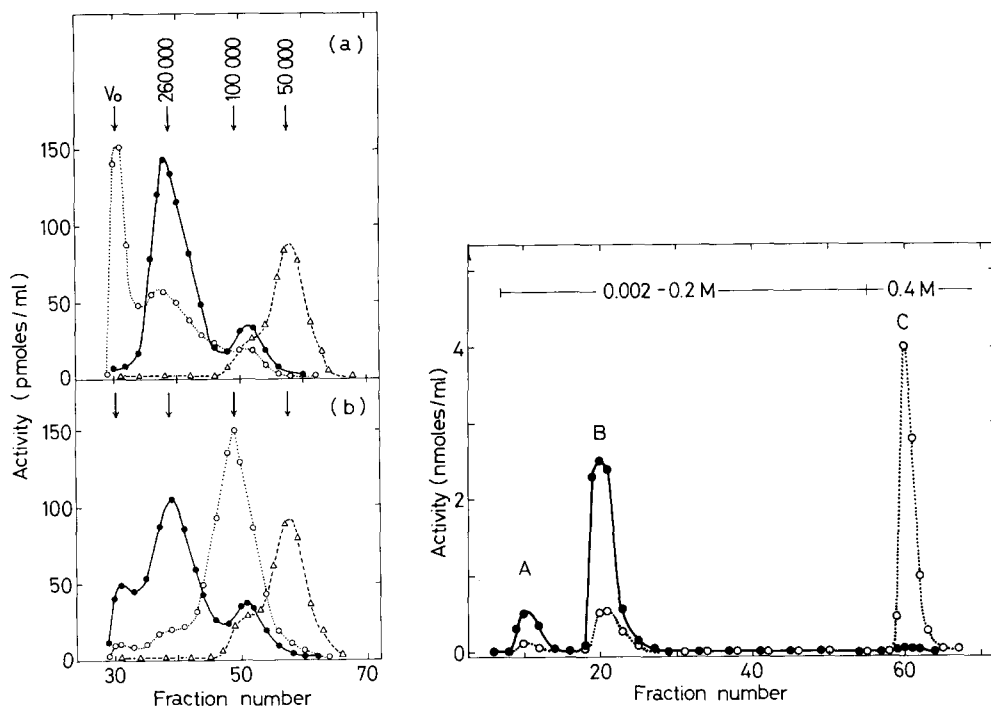 (a)
Vo
260 000
100 000
50 000
150
100
50
0
(b)
150
100
50
0
30
50
70
Fraction number
Activity (pmoles/ml)
0.002-0.2 M
0.4 M
A
B
C
4
2
0
20
40
60
Fraction number
Activity (nmoles/ml)